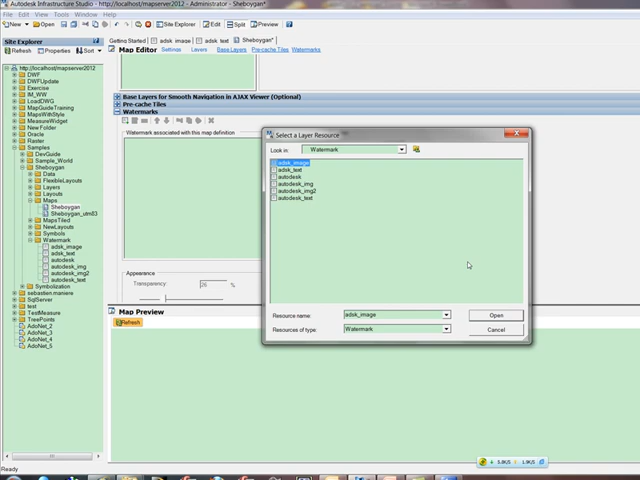 Autodesk Infrastructure Studio - Administrator - Sheboygan*
File Edit View Window Help
New Open Site Explorer Edit Split Preview
Site Explorer
Refresh Properties Sort
http://localhost/mapserver2012
DWF
DWFUpdate
Exercise
IM_WW
LoadDWG
MapGuideTraining
MapsWithStyle
MeasureWidget
New Folder
Oracle
Raster
Samples
DevGuide
Sample_World
Sheboygan
Data
FlexibleLayouts
Layers
Layouts
Maps
Sheboygan
Sheboygan_utm83
MapsTiled
NewLayouts
Symbols
Watermark
adsk_image
adsk_text
autodesk
autodesk_img
autodesk_img2
autodesk_text
Symbolization
sebastien.maniere
SqlServer
test
TestMeasure
TreePoints
AdoNet_2
AdoNet_3
AdoNet_4
AdoNet_5
Ready
Getting Started adsk_image adsk_text Sheboygan*
Map Editor Settings Layers Base Layers Pre-cache Tiles Watermarks
Base Layers for Smooth Navigation in AJAX Viewer (Optional)
Pre-cache Tiles
Watermarks
Watermark associated with this map definition
Appearance
Transparency: 26 %
Map Preview
Refresh
Select a Layer Resource
Look in: Watermark
adsk_image
adsk_text
autodesk
autodesk_img
autodesk_img2
autodesk_text
Resource name: adsk_image Open
Resources of type: Watermark Cancel